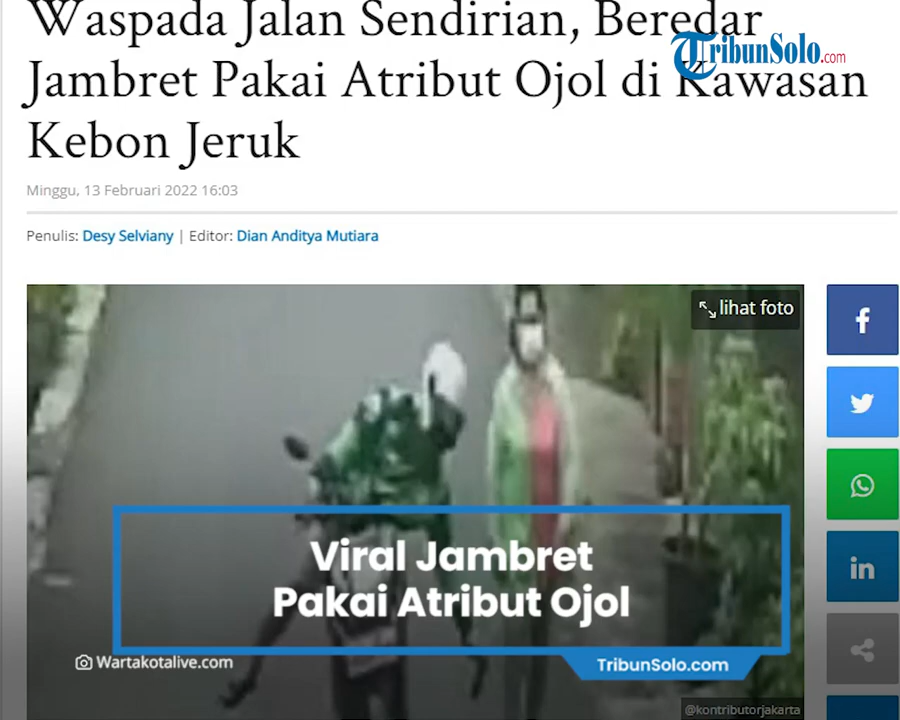 Waspada Jalan Sendirian, Beredar
TribunSolo.com
Jambret Pakai Atribut Ojol di Kawasan
Kebon Jeruk
Minggu, 13 Februari 2022 16:03
Penulis: Desy Selviany | Editor: Dian Anditya Mutiara
lihat foto
Viral Jambret
Pakai Atribut Ojol
Wartakotalive.com
TribunSolo.com
@kontributorjakarta